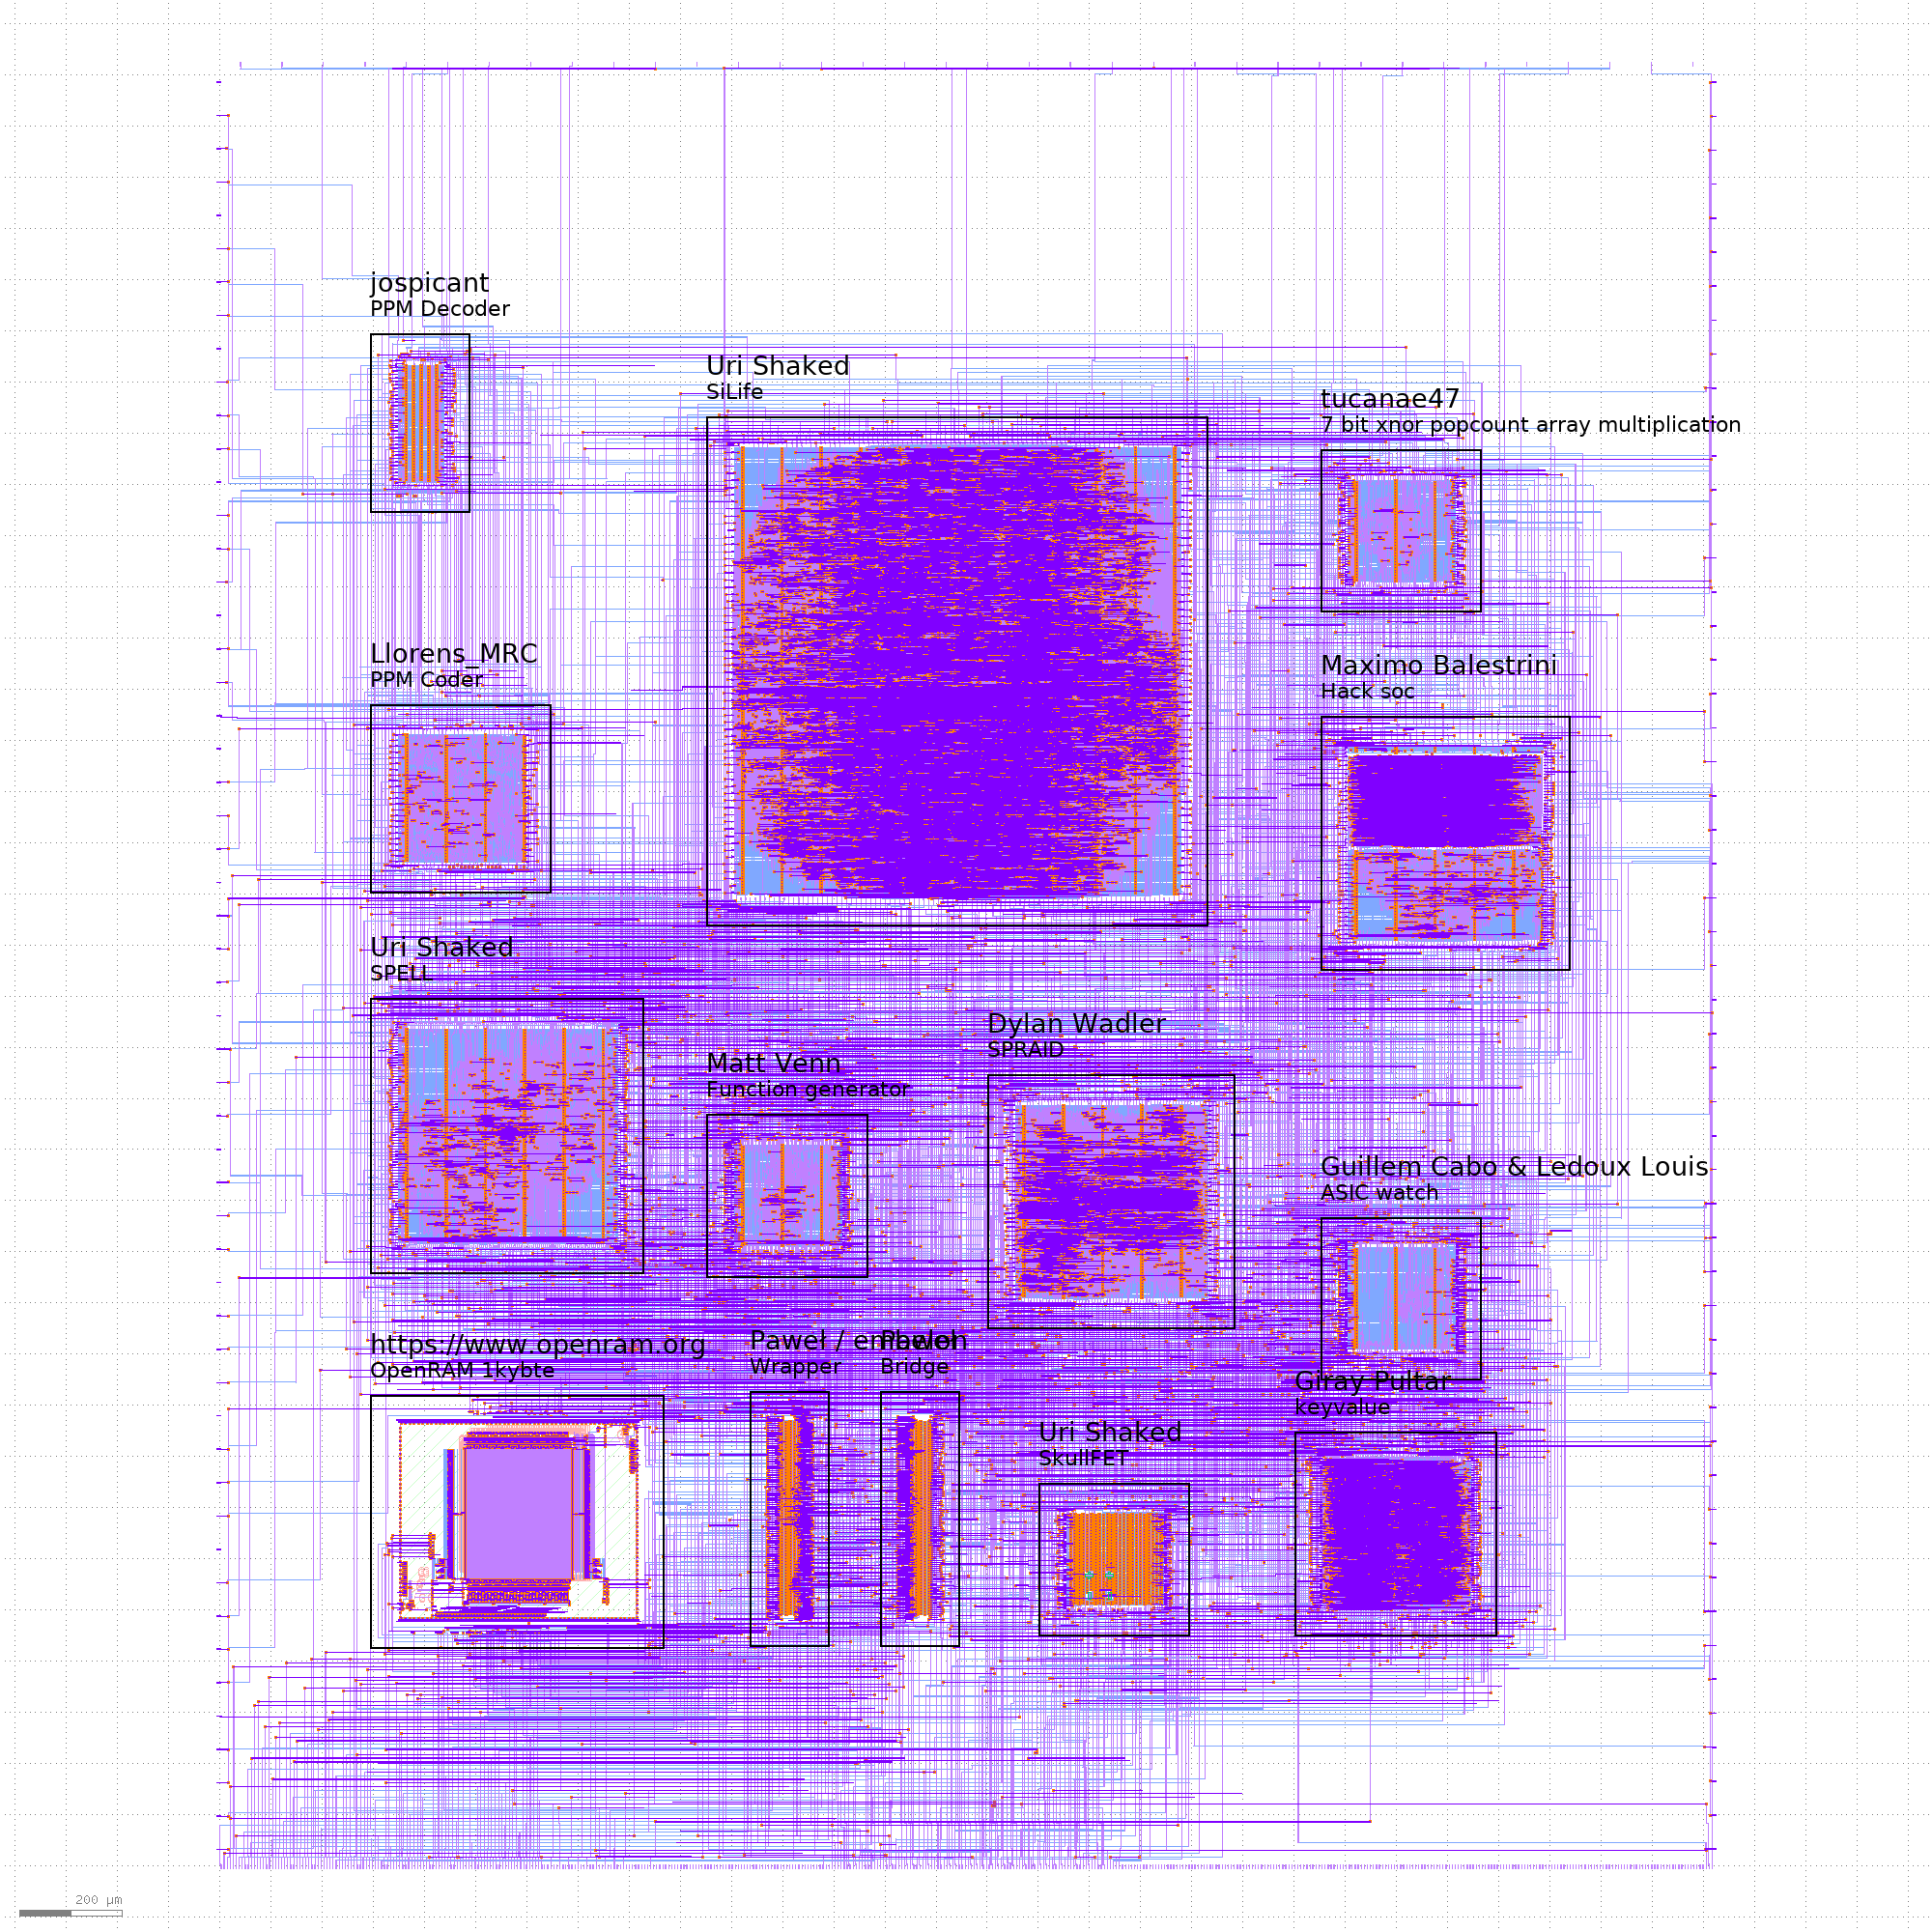 jospicant
PPM Decoder
Uri Shaked
SiLife
tucanae47
7 bit xnor popcount array multiplication
Llorens_MRC
PPM Coder
Maximo Balestrini
Hack soc
Uri Shaked
SPELL
Dylan Wadler
SPRAID
Matt Venn
Function generator
Guillem Cabo & Ledoux Louis
ASIC watch
https://www.openram.org
OpenRAM 1kybte
Paweł /
Wrapper
Bridge
Giray Pultar
keyvalue
Uri Shaked
SkullFET
200 µm